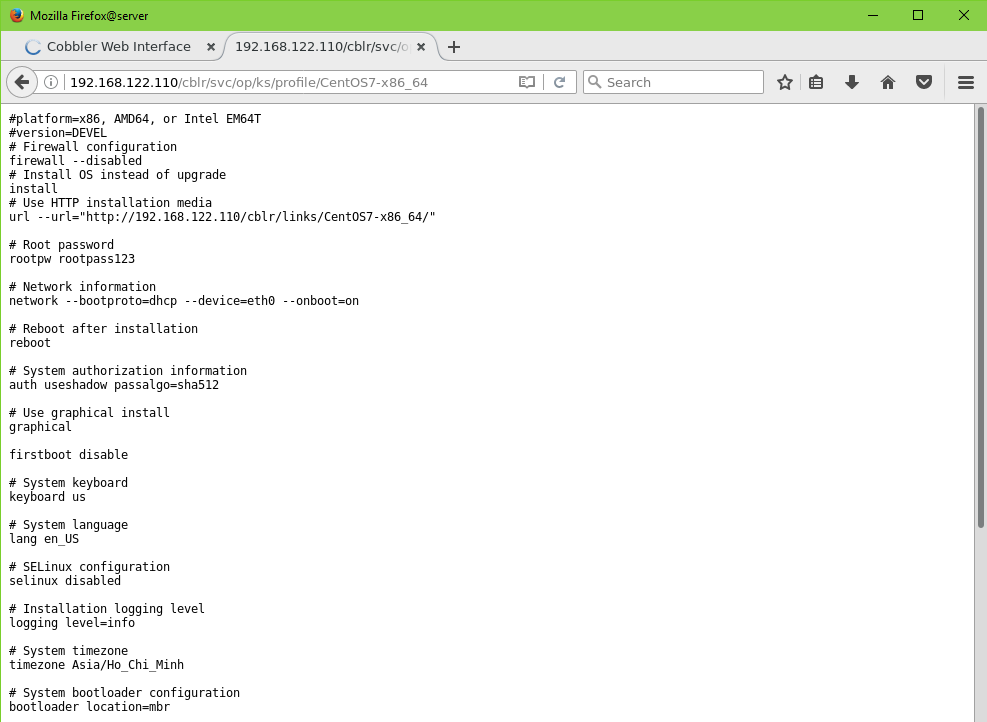 Mozilla Firefox@server
Cobbler Web Interface
192.168.122.110/cblr/svc/o
192.168.122.110/cblr/svc/op/ks/profile/CentOS7-x86_64
Search
#platform=x86, AMD64, or Intel EM64T
#version=DEVEL
# Firewall configuration
firewall --disabled
# Install OS instead of upgrade
install
# Use HTTP installation media
url --url="http://192.168.122.110/cblr/links/CentOS7-x86_64/"
# Root password
rootpw rootpass123
# Network information
network --bootproto=dhcp --device=eth0 --onboot=on
# Reboot after installation
reboot
# System authorization information
auth useshadow passalgo=sha512
# Use graphical install
graphical
firstboot disable
# System keyboard
keyboard us
# System language
lang en_US
# SELinux configuration
selinux disabled
# Installation logging level
logging level=info
# System timezone
timezone Asia/Ho_Chi_Minh
# System bootloader configuration
bootloader location=mbr